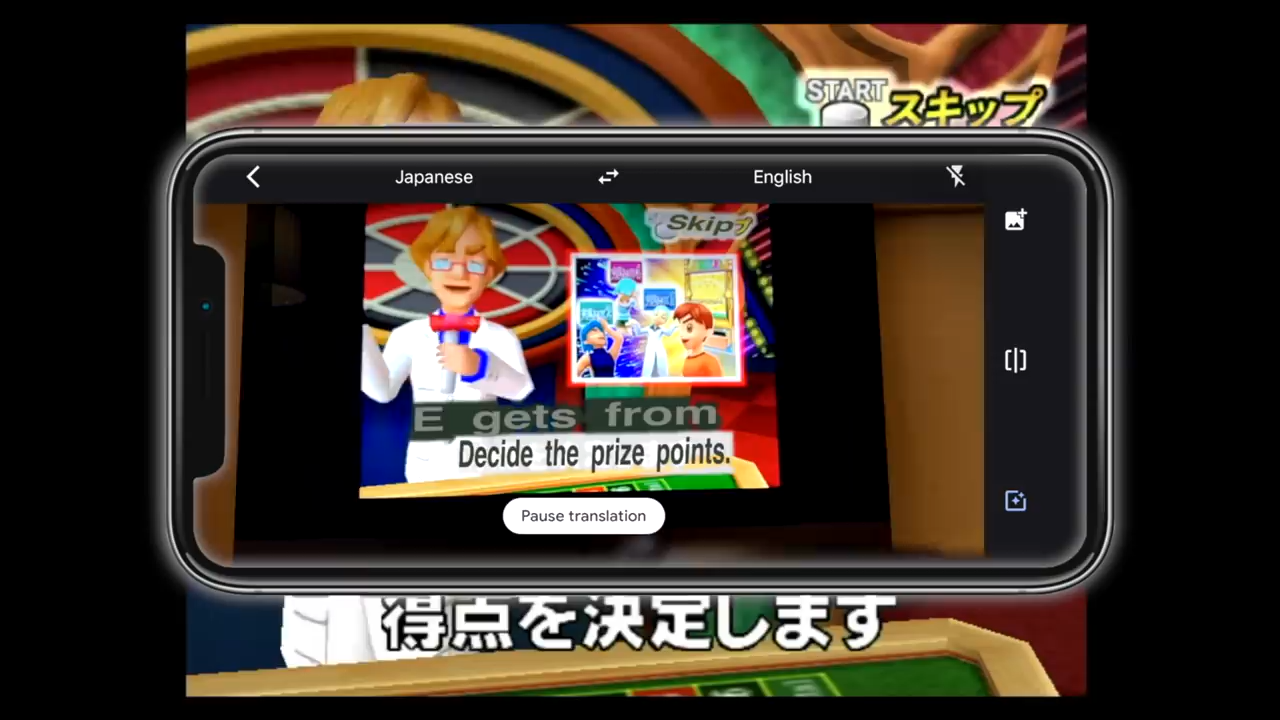 START スキップ
Japanese
English
Skip
E gets from
Decide the prize points.
Pause translation
得点を決定します